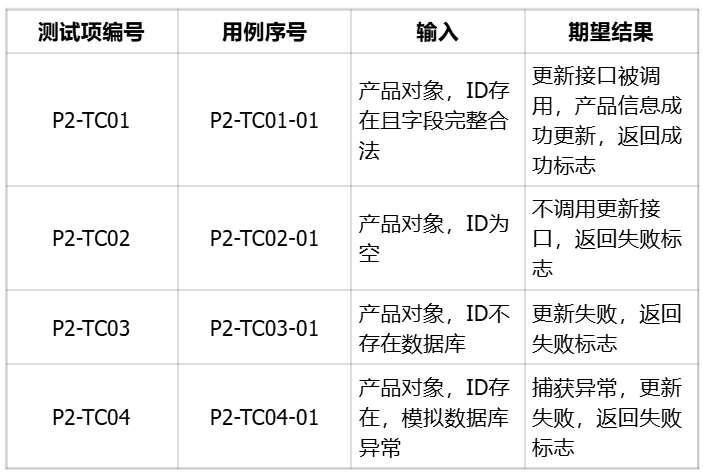 测试项编号 用例序号 输入 期望结果
P2-TC01 P2-TC01-01 产品对象，ID存在且字段完整合法 更新接口被调用，产品信息成功更新，返回成功标志
P2-TC02 P2-TC02-01 产品对象，ID为空 不调用更新接口，返回失败标志
P2-TC03 P2-TC03-01 产品对象，ID不存在数据库 更新失败，返回失败标志
P2-TC04 P2-TC04-01 产品对象，ID存在，模拟数据库异常 捕获异常，更新失败，返回失败标志